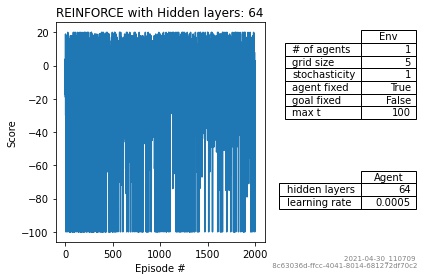 REINFORCE with Hidden layers: 64
20
0
−20
−40
−60
−80
−100
Score
0
500
1000
1500
2000
Episode #
Env
# of agents 1
grid size 5
stochasticity 1
agent fixed True
goal fixed False
max t 100
Agent
hidden layers 64
learning rate 0.0005
2021-04-30_110709
8c63036d-ffcc-4041-8014-681272df70c2